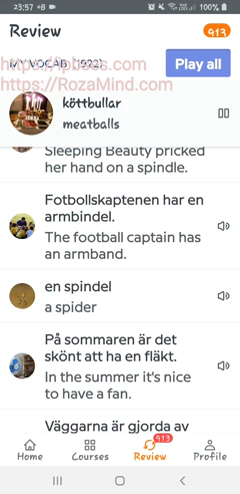 23:57 +8
100%
Review
913
MY VOCAB (1972)
Play all
https://RozaMind.com
köttbullar
meatballs
Sleeping Beauty pricked
her hand on a spindle.
Fotbollskaptenen har en
armbindel.
The football captain has
an armband.
en spindel
a spider
På sommaren är det
skönt att ha en fläkt.
In the summer it's nice
to have a fan.
Väggarna är gjorda av
913
Home
Courses
Review
Profile